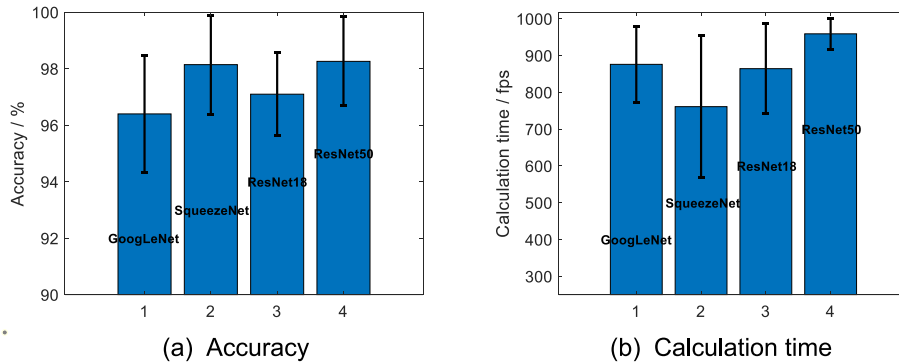 100
98
96
94
92
90
Accuracy / %
GoogLeNet
SqueezeNet
ResNet18
ResNet50
1 2 3 4
(a) Accuracy
1000
900
800
700
600
500
400
300
Calculation time / fps
GoogLeNet
SqueezeNet
ResNet18
ResNet50
1 2 3 4
(b) Calculation time